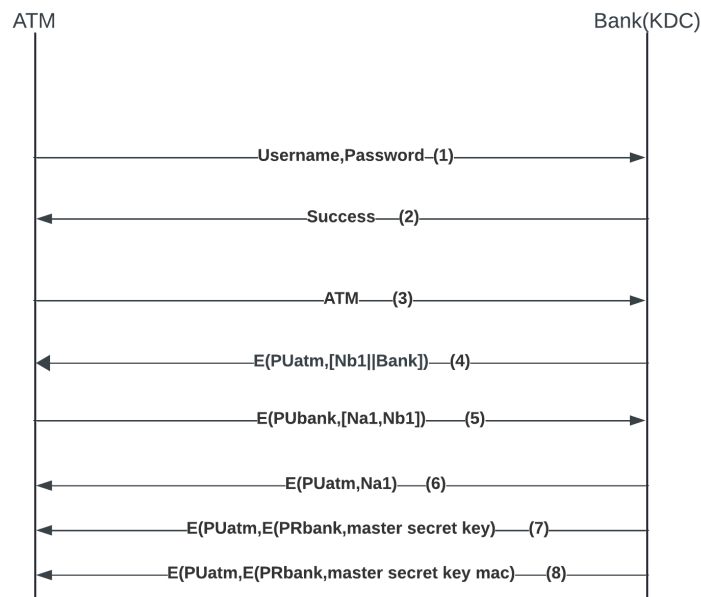 ATM Bank(KDC)
Username,Password (1)
Success (2)
ATM (3)
E(PUatm,[Nb1||Bank]) (4)
E(PUbank,[Na1,Nb1]) (5)
E(PUatm,Na1) (6)
E(PUatm,E(PRbank,master secret key) (7)
E(PUatm,E(PRbank,master secret key mac) (8)